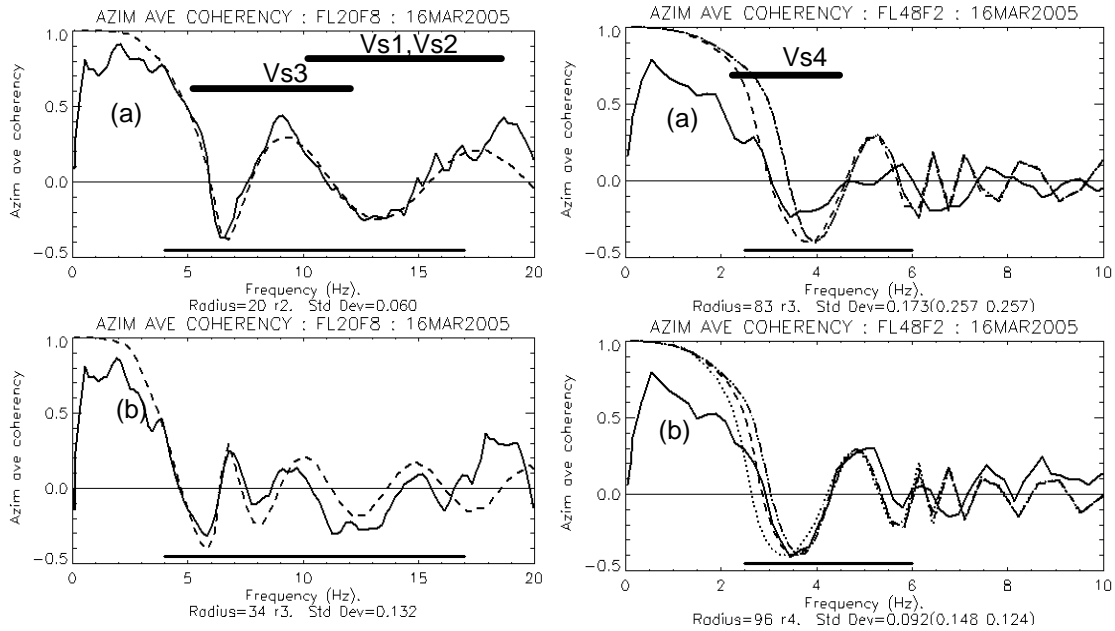 AZIM AVE COHERENCY : FL20F8 : 16MAR2005
1.0
0.5
0.0
−0.5
Azim ave coherency
Vs1,Vs2
Vs3
(a)
0 5 10 15 20
Frequency (Hz).
Radius=20 r2. Std Dev=0.060
AZIM AVE COHERENCY : FL48F2 : 16MAR2005
1.0
0.5
0.0
−0.5
Azim ave coherency
Vs4
(a)
0 2 4 6 8 10
Frequency (Hz).
Radius=83 r3. Std Dev=0.173(0.257 0.257)
AZIM AVE COHERENCY : FL20F8 : 16MAR2005
1.0
0.5
0.0
−0.5
Azim ave coherency
(b)
0 5 10 15 20
Frequency (Hz).
Radius=34 r3. Std Dev=0.132
AZIM AVE COHERENCY : FL48F2 : 16MAR2005
1.0
0.5
0.0
−0.5
Azim ave coherency
(b)
0 2 4 6 8 10
Frequency (Hz).
Radius=96 r4. Std Dev=0.092(0.148 0.124)